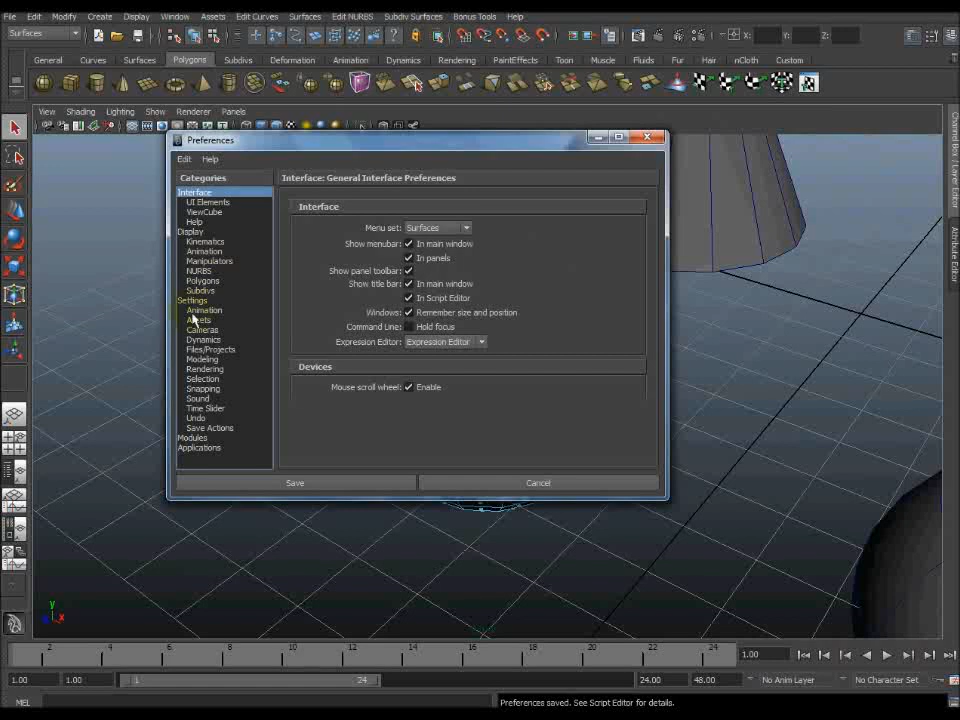 File Edit Modify Create Display Window Assets Edit Curves Surfaces Edit NURBS Subdiv Surfaces Bonus Tools Help
Surfaces X: Y: Z:
General Curves Surfaces Polygons Subdivs Deformation Animation Dynamics Rendering PaintEffects Toon Muscle Fluids Fur Hair nCloth Custom
View Shading Lighting Show Renderer Panels
Channel Box / Layer Editor
Attribute Editor
Preferences
Edit Help
Categories
Interface
UI Elements
ViewCube
Help
Display
Kinematics
Animation
Manipulators
NURBS
Polygons
Subdivs
Settings
Animation
Assets
Cameras
Dynamics
Files/Projects
Modeling
Rendering
Selection
Snapping
Sound
Time Slider
Undo
Save Actions
Modules
Applications
Interface: General Interface Preferences
Interface
Menu set: Surfaces
Show menubar: In main window
In panels
Show panel toolbar:
Show title bar: In main window
In Script Editor
Windows: Remember size and position
Command Line: Hold focus
Expression Editor: Expression Editor
Devices
Mouse scroll wheel: Enable
Save Cancel
y
x
2 4 6 8 10 12 14 16 18 20 22 24 1.00
1.00 1.00 1 24 24.00 48.00 No Anim Layer No Character Set
MEL Preferences saved. See Script Editor for details.